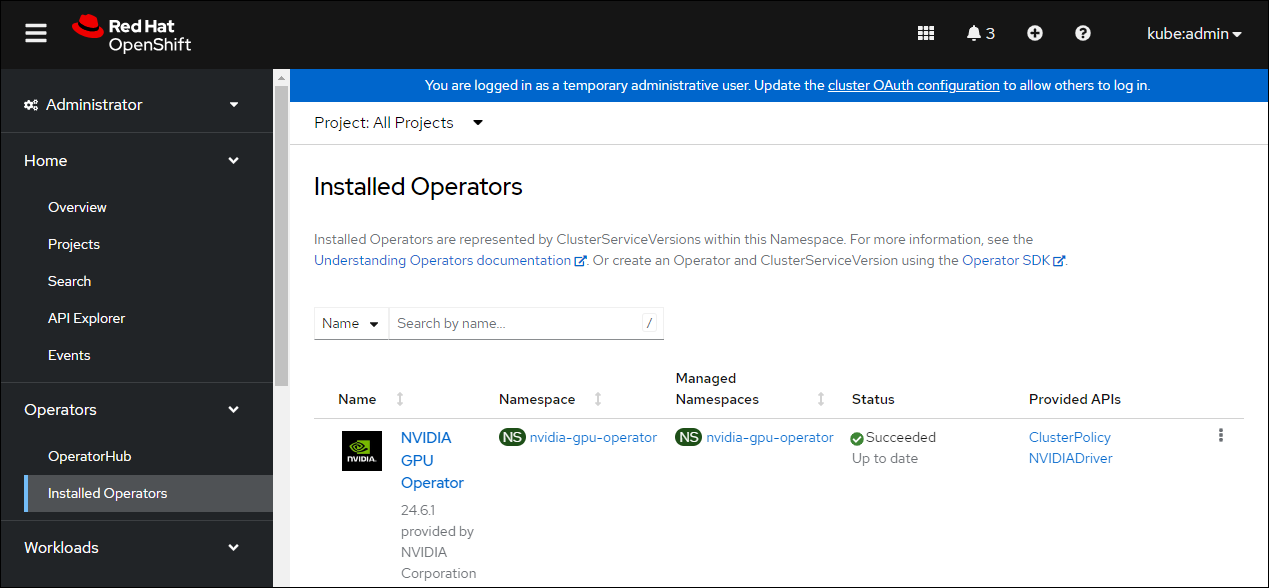 Red Hat
OpenShift
3
kube:admin
Administrator
Home
Overview
Projects
Search
API Explorer
Events
Operators
OperatorHub
Installed Operators
Workloads
You are logged in as a temporary administrative user. Update the cluster OAuth configuration to allow others to log in.
Project: All Projects
Installed Operators
Installed Operators are represented by ClusterServiceVersions within this Namespace. For more information, see the
Understanding Operators documentation. Or create an Operator and ClusterServiceVersion using the Operator SDK.
Name Search by name... /
Name Namespace Managed Namespaces Status Provided APIs
NVIDIA
NVIDIA
GPU
Operator
24.6.1
provided by
NVIDIA
Corporation
NS nvidia-gpu-operator
NS nvidia-gpu-operator
Succeeded
Up to date
ClusterPolicy
NVIDIADriver